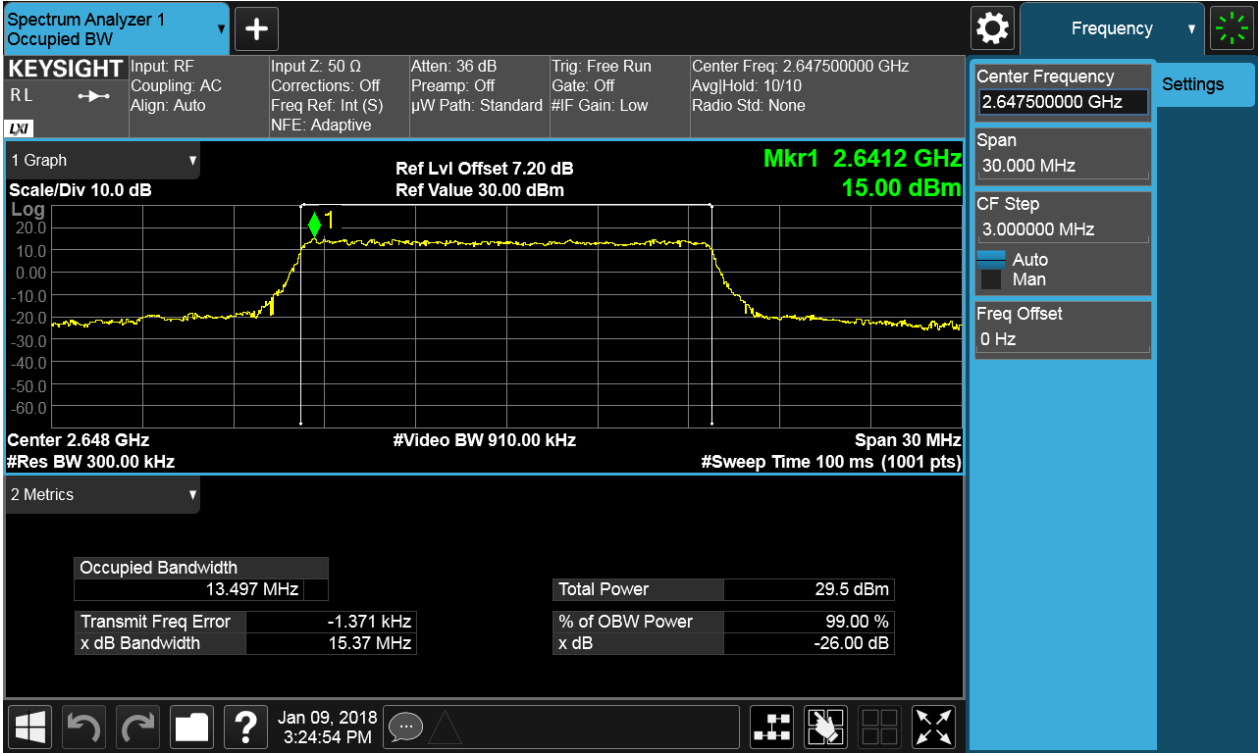 Spectrum Analyzer 1
Occupied BW
Frequency
KEYSIGHT
R L
LXI
Input: RF
Coupling: AC
Align: Auto
Input Z: 50 Ω
Corrections: Off
Freq Ref: Int (S)
NFE: Adaptive
Atten: 36 dB
Preamp: Off
µW Path: Standard
Trig: Free Run
Gate: Off
#IF Gain: Low
Center Freq: 2.647500000 GHz
Avg|Hold: 10/10
Radio Std: None
Center Frequency
2.647500000 GHz
Settings
Span
30.000 MHz
CF Step
3.000000 MHz
Auto
Man
Freq Offset
0 Hz
1 Graph
Scale/Div 10.0 dB
Ref Lvl Offset 7.20 dB
Ref Value 30.00 dBm
Mkr1 2.6412 GHz
15.00 dBm
Log
1
20.0
10.0
0.00
-10.0
-20.0
-30.0
-40.0
-50.0
-60.0
Center 2.648 GHz
#Video BW 910.00 kHz
Span 30 MHz
#Res BW 300.00 kHz
#Sweep Time 100 ms (1001 pts)
2 Metrics
Occupied Bandwidth
13.497 MHz
Total Power 29.5 dBm
Transmit Freq Error -1.371 kHz
% of OBW Power 99.00 %
x dB Bandwidth 15.37 MHz
x dB -26.00 dB
?
Jan 09, 2018
3:24:54 PM